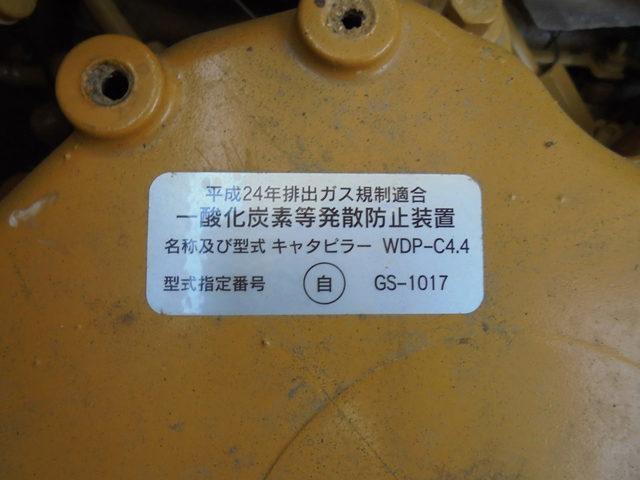 平成24年排出ガス規制適合
一酸化炭素等発散防止装置
名称及び型式 キャタピラー WDP-C4.4
型式指定番号 自 GS-1017